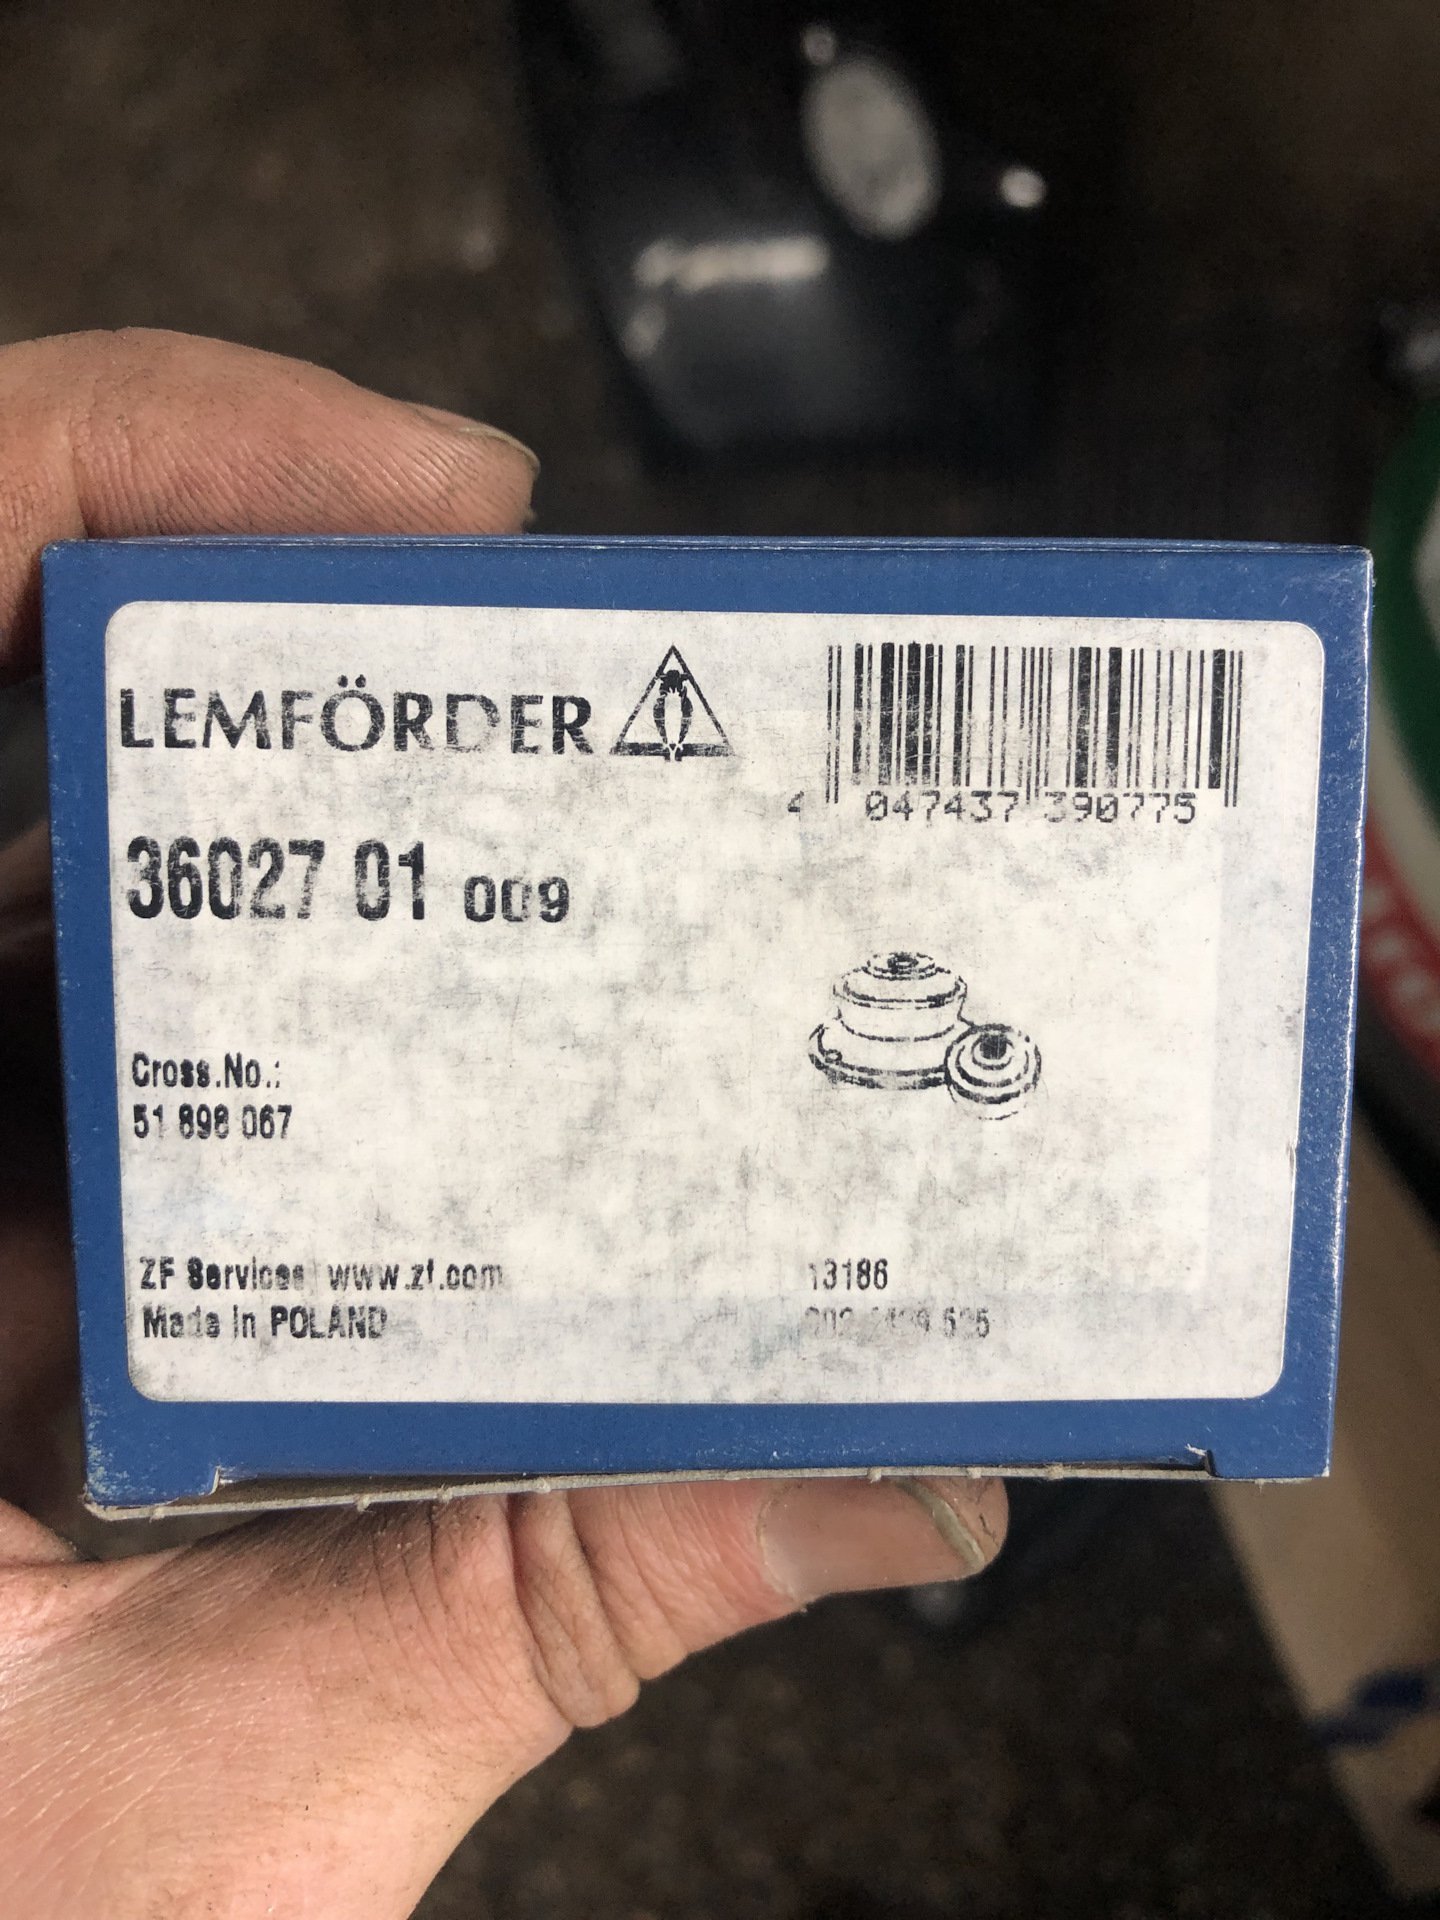 LEMFÖRDER
4 047437 390775
36027 01 009
Cross.No.:
51 898 067
ZF Services www.zf.com
Made in POLAND
13186